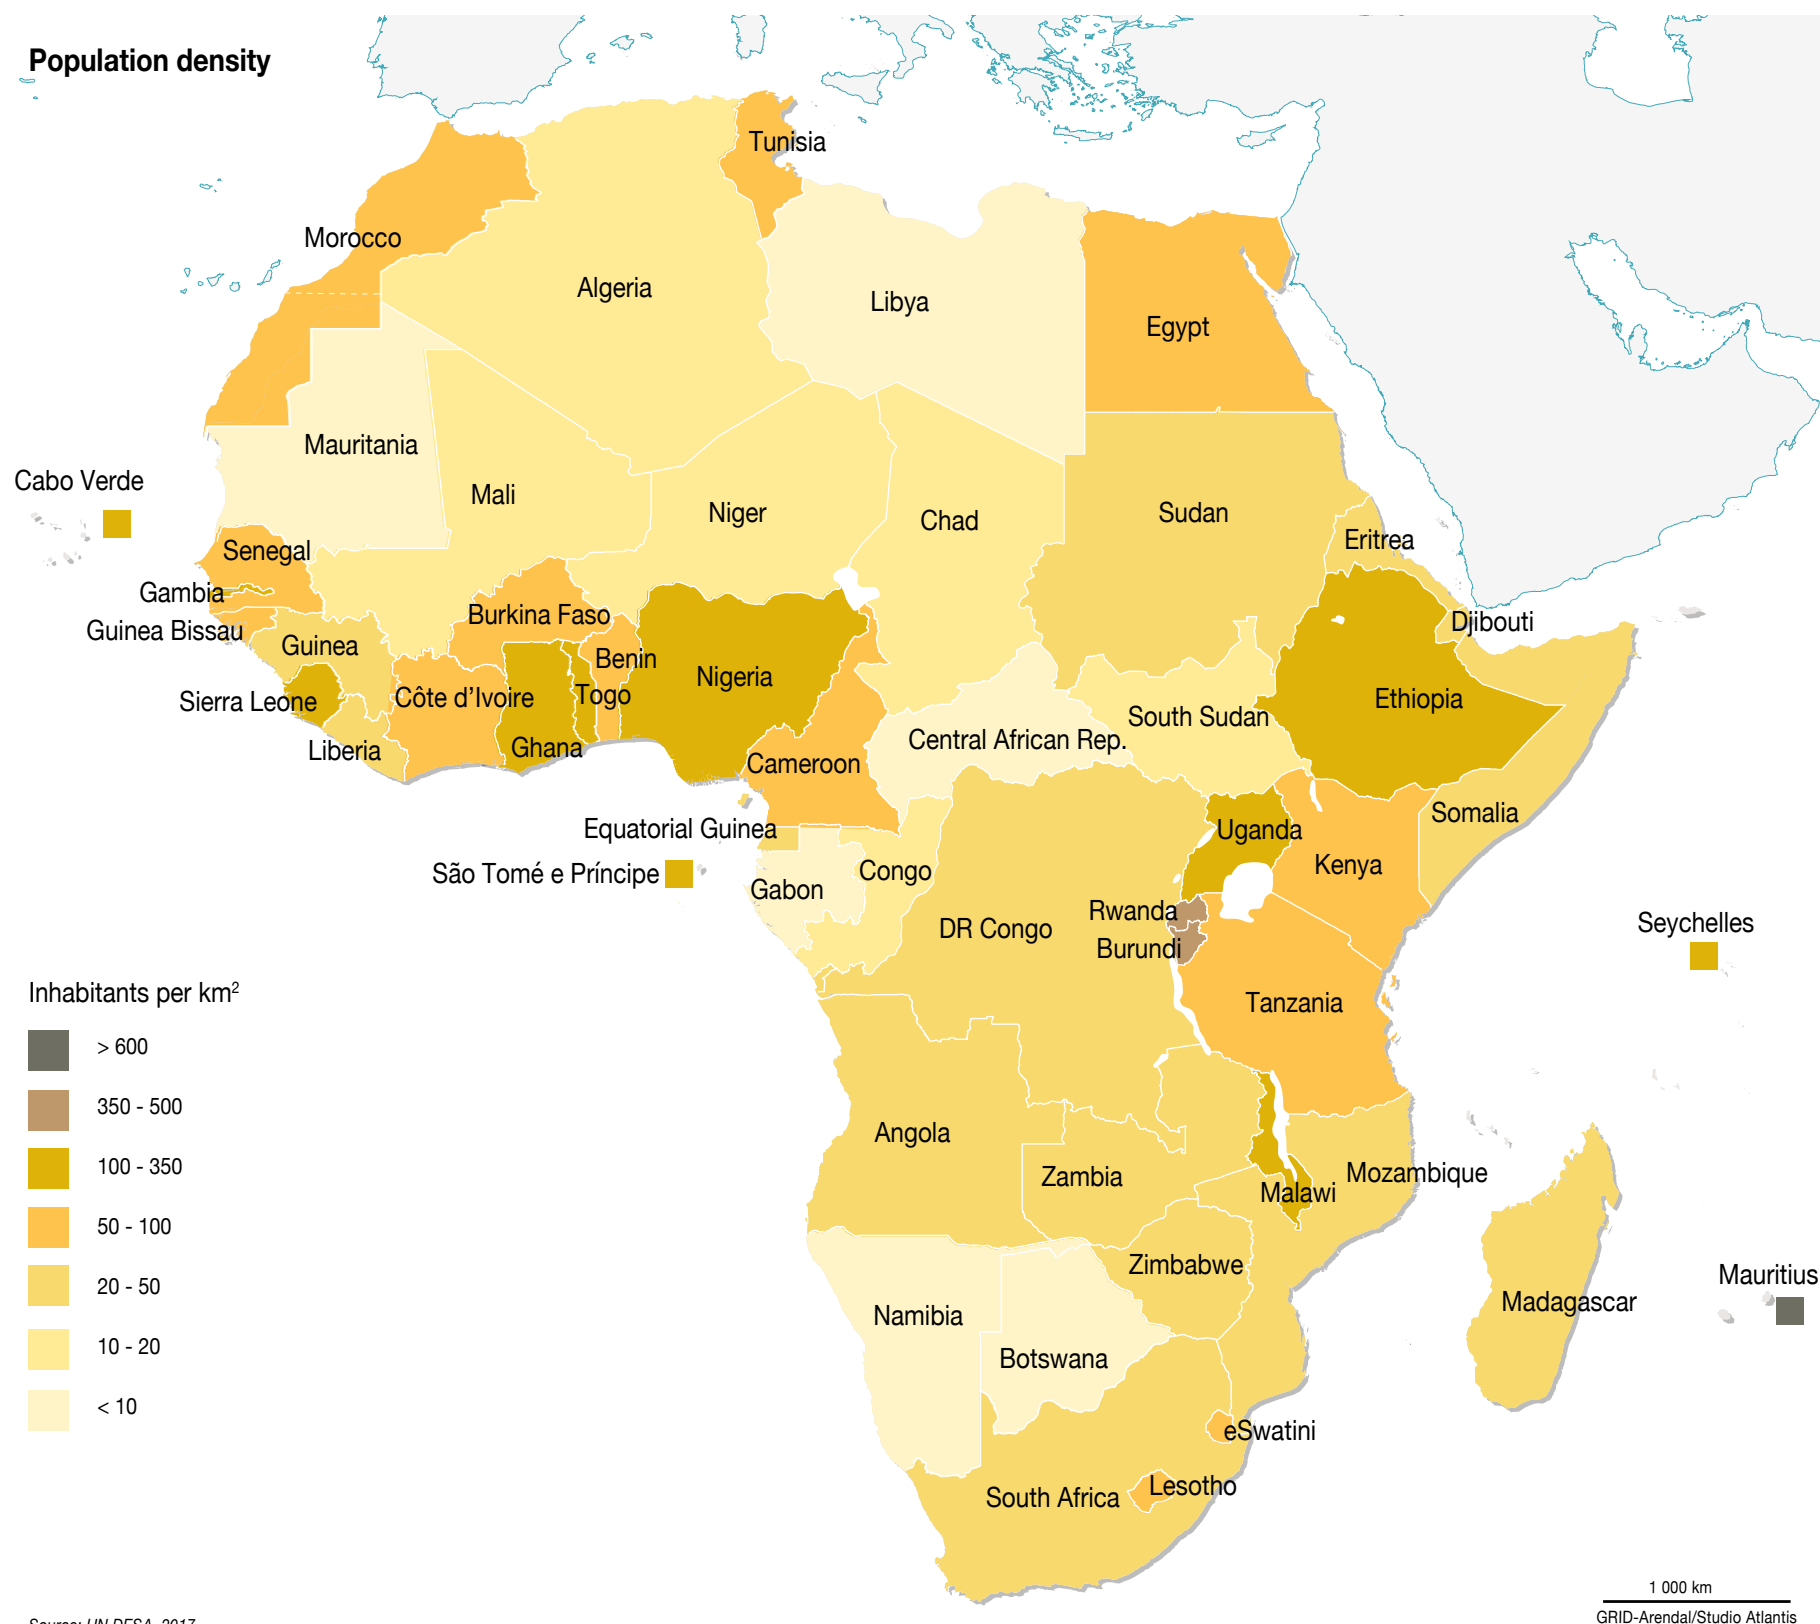 Population density
Tunisia
Morocco
Algeria
Libya
Egypt
Mauritania
Cabo Verde
Mali
Niger
Chad
Sudan
Eritrea
Senegal
Gambia
Burkina Faso
Djibouti
Guinea Bissau
Guinea
Benin
Nigeria
Togo
Côte d'Ivoire
Sierra Leone
Ethiopia
South Sudan
Central African Rep.
Liberia
Ghana
Cameroon
Somalia
Equatorial Guinea
Uganda
Kenya
São Tomé e Príncipe
Congo
Gabon
Rwanda
DR Congo
Burundi
Seychelles
Tanzania
Inhabitants per km²
> 600
350 - 500
100 - 350
50 - 100
20 - 50
10 - 20
< 10
Angola
Zambia
Mozambique
Malawi
Zimbabwe
Mauritius
Madagascar
Namibia
Botswana
eSwatini
Lesotho
South Africa
1 000 km
GRID-Arendal/Studio Atlantis
Source: UN DESA, 2017